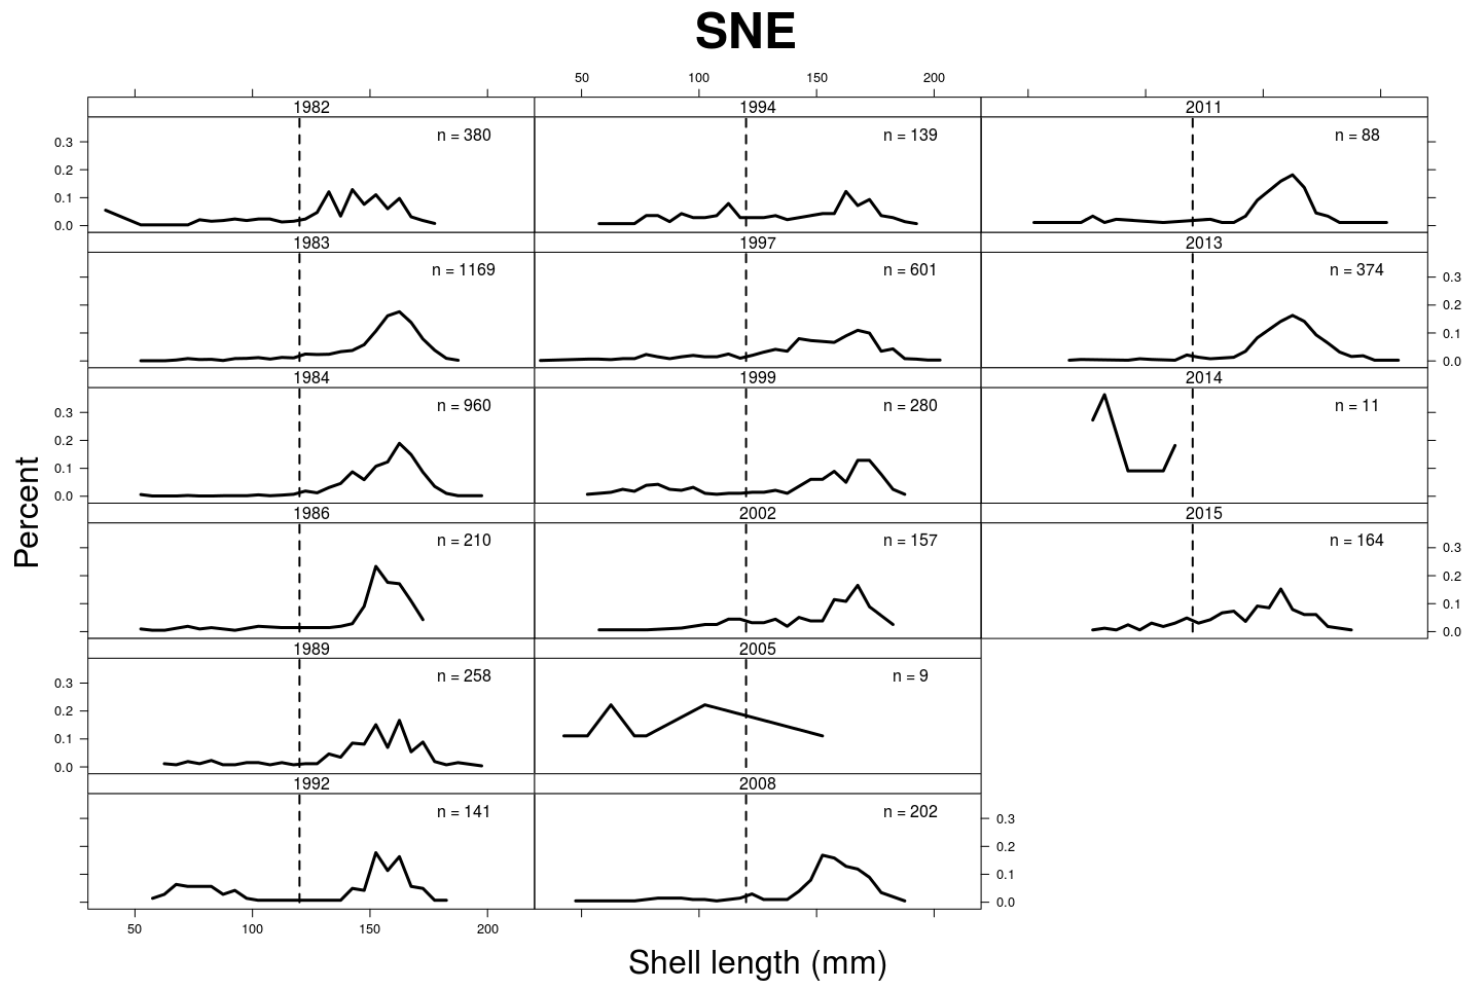 SNE
50 100 150 200
1982 1994 2011
n = 380 n = 139 n = 88
0.3
0.2
0.1
0.0
1983 1997 2013
n = 1169 n = 601 n = 374
0.3
0.2
0.1
0.0
1984 1999 2014
n = 960 n = 280 n = 11
0.3
0.2
0.1
0.0
1986 2002 2015
n = 210 n = 157 n = 164
0.3
0.2
0.1
0.0
1989 2005
n = 258 n = 9
0.3
0.2
0.1
0.0
1992 2008
n = 141 n = 202
0.3
0.2
0.1
0.0
50 100 150 200
Percent
Shell length (mm)